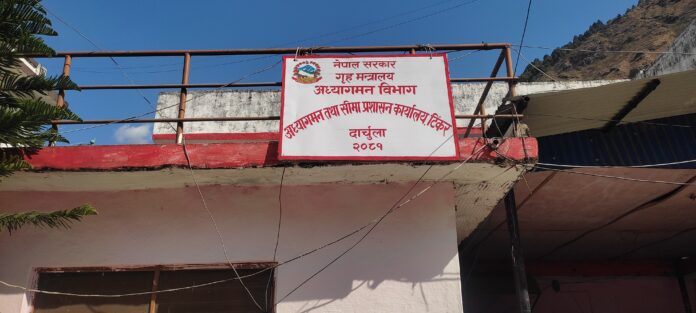 नेपाल सरकार
गृह मन्त्रालय
अध्यागमन विभाग
अध्यागमन तथा सीमा प्रशासन कार्यालय टिंकर
दार्चुला
२०८१